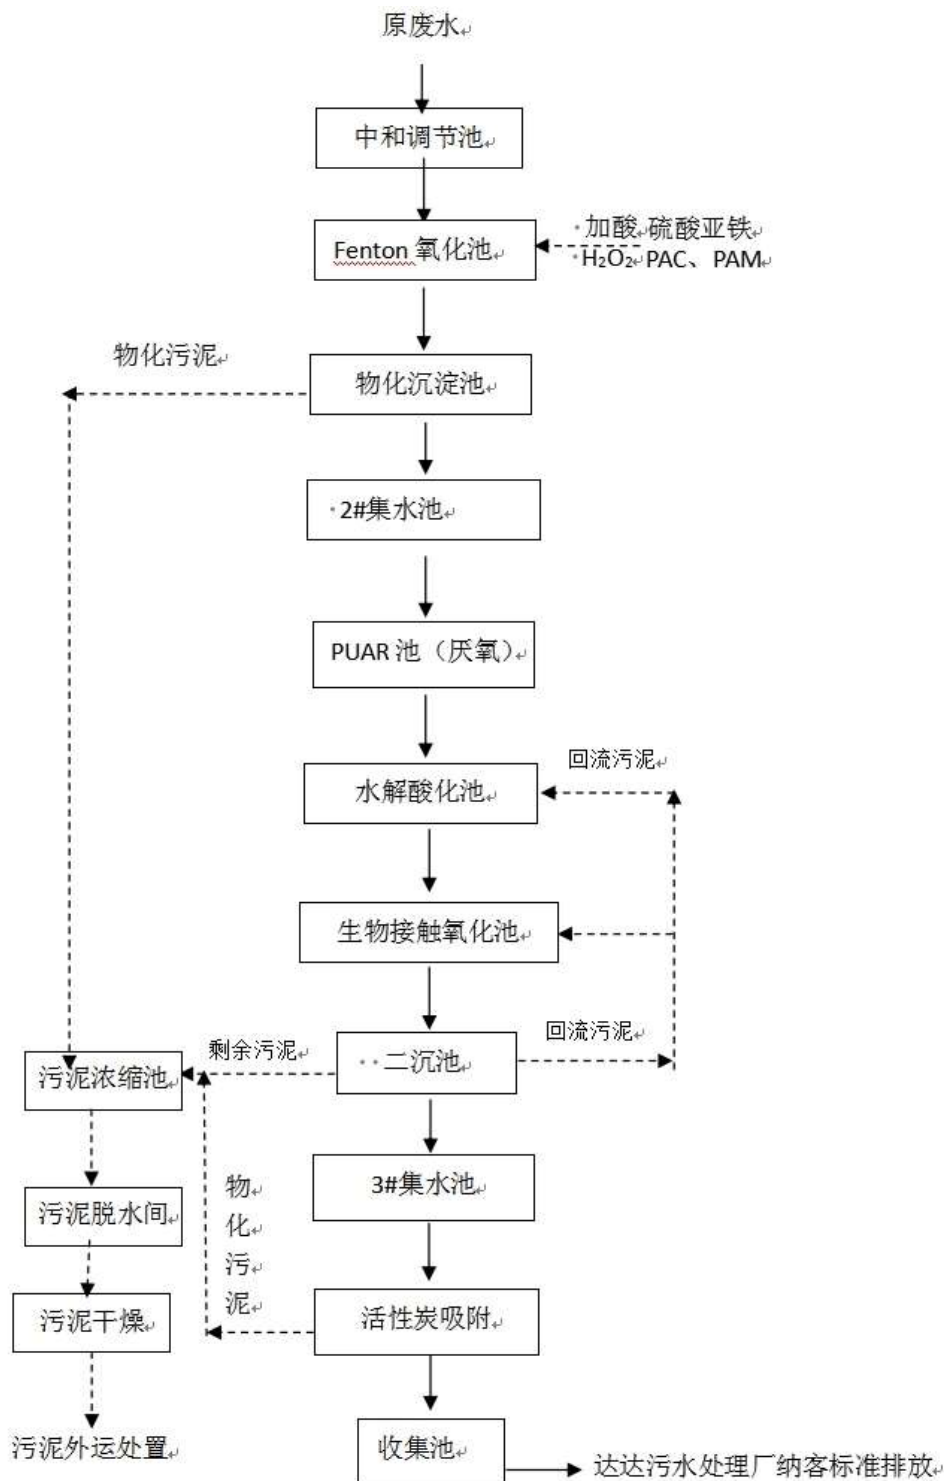 原废水
中和调节池
Fenton 氧化池
加酸 硫酸亚铁
H₂O₂ PAC、PAM
物化污泥
物化沉淀池
2#集水池
PUAR 池（厌氧）
回流污泥
水解酸化池
生物接触氧化池
回流污泥
剩余污泥
二沉池
污泥浓缩池
3#集水池
物
化
污
泥
污泥脱水间
污泥干燥
活性炭吸附
污泥外运处置
收集池
达达污水处理厂纳客标准排放